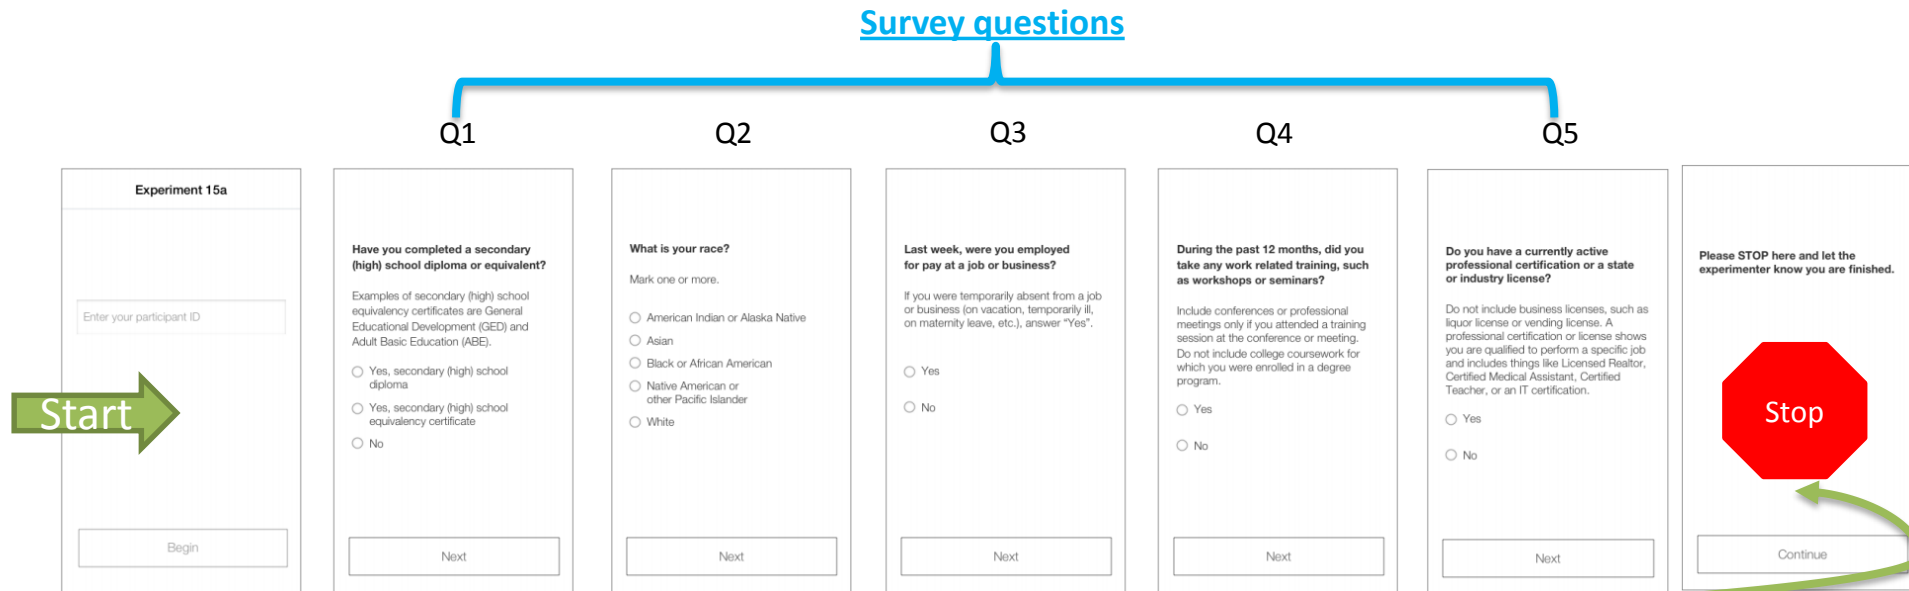 Survey questions
Q1
Q2
Q3
Q4
Q5
Experiment 15a
Enter your participant ID
Start
Begin
Have you completed a secondary
(high) school diploma or equivalent?
Examples of secondary (high) school
equivalency certificates are General
Educational Development (GED) and
Adult Basic Education (ABE).
Yes, secondary (high) school
diploma
Yes, secondary (high) school
equivalency certificate
No
Next
What is your race?
Mark one or more.
American Indian or Alaska Native
Asian
Black or African American
Native American or
other Pacific Islander
White
Next
Last week, were you employed
for pay at a job or business?
If you were temporarily absent from a job
or business (on vacation, temporarily ill,
on maternity leave, etc.), answer “Yes”.
Yes
No
Next
During the past 12 months, did you
take any work related training, such
as workshops or seminars?
Include conferences or professional
meetings only if you attended a training
session at the conference or meeting.
Do not include college coursework for
which you were enrolled in a degree
program.
Yes
No
Next
Do you have a currently active
professional certification or a state
or industry license?
Do not include business licenses, such as
liquor license or vending license. A
professional certification or license shows
you are qualified to perform a specific job
and includes things like Licensed Realtor,
Certified Medical Assistant, Certified
Teacher, or an IT certification.
Yes
No
Next
Please STOP here and let the
experimenter know you are finished.
Stop
Continue